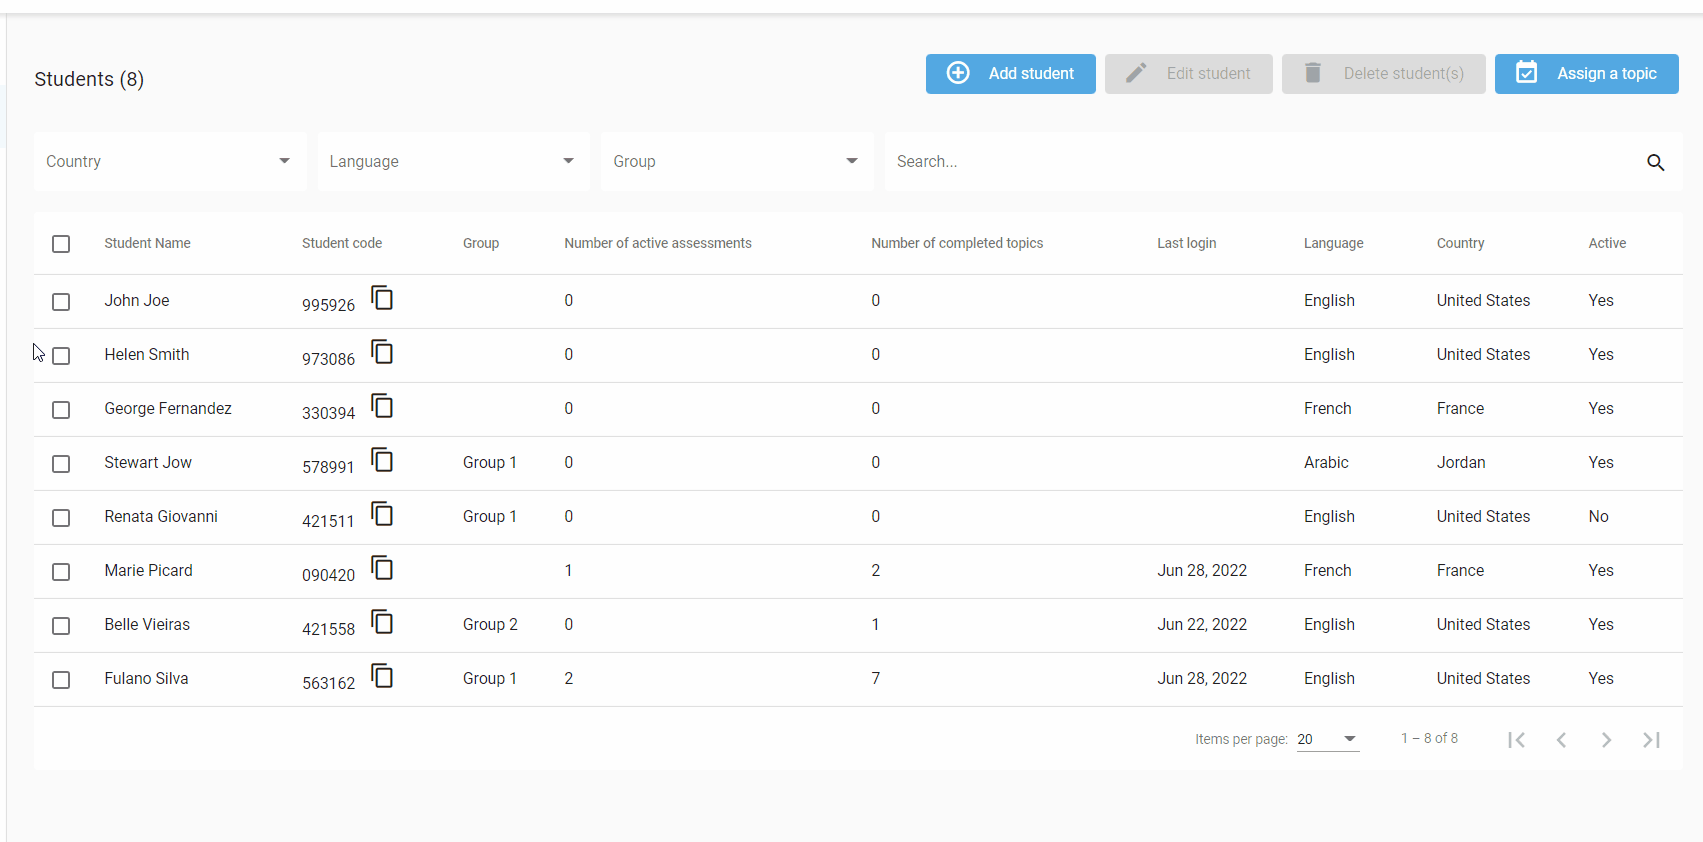 Students (8)
Add student
Edit student
Delete student(s)
Assign a topic
Country
Language
Group
Search...
Student Name Student code Group Number of active assessments Number of completed topics Last login Language Country Active
John Joe 995926 0 0 English United States Yes
Helen Smith 973086 0 0 English United States Yes
George Fernandez 330394 0 0 French France Yes
Stewart Jow 578991 Group 1 0 0 Arabic Jordan Yes
Renata Giovanni 421511 Group 1 0 0 English United States No
Marie Picard 090420 1 2 Jun 28, 2022 French France Yes
Belle Vieiras 421558 Group 2 0 1 Jun 22, 2022 English United States Yes
Fulano Silva 563162 Group 1 2 7 Jun 28, 2022 English United States Yes
Items per page: 20 1 – 8 of 8